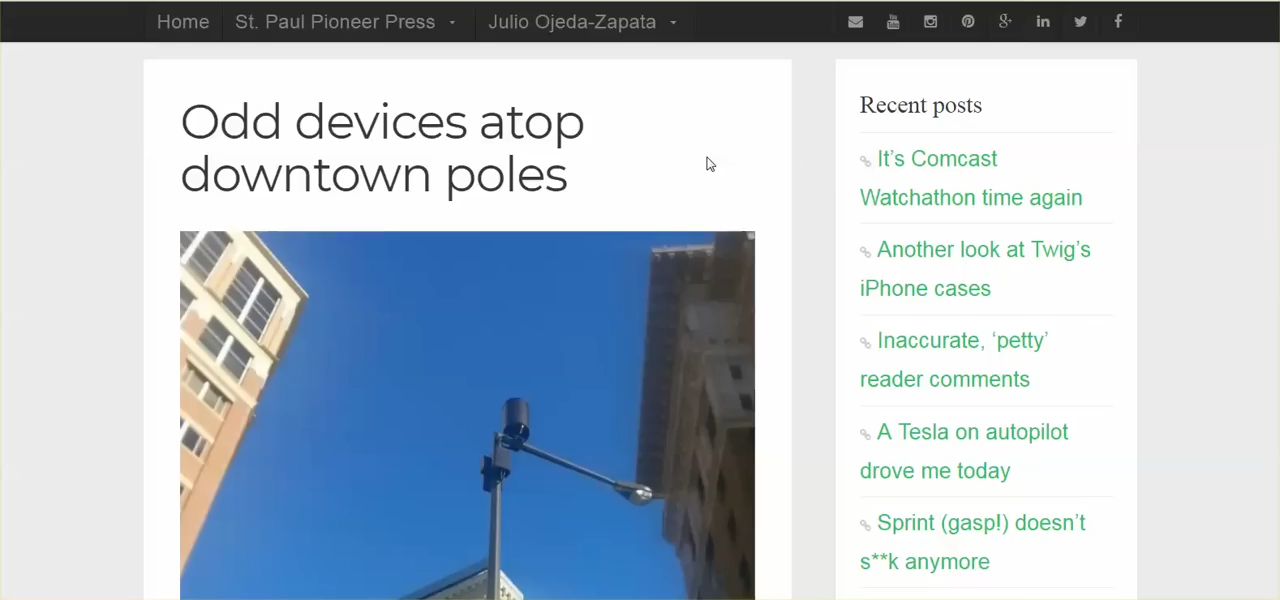 Home St. Paul Pioneer Press Julio Ojeda-Zapata
Odd devices atop
downtown poles
Recent posts
It’s Comcast
Watchathon time again
Another look at Twig’s
iPhone cases
Inaccurate, ‘petty’
reader comments
A Tesla on autopilot
drove me today
Sprint (gasp!) doesn’t
s**k anymore